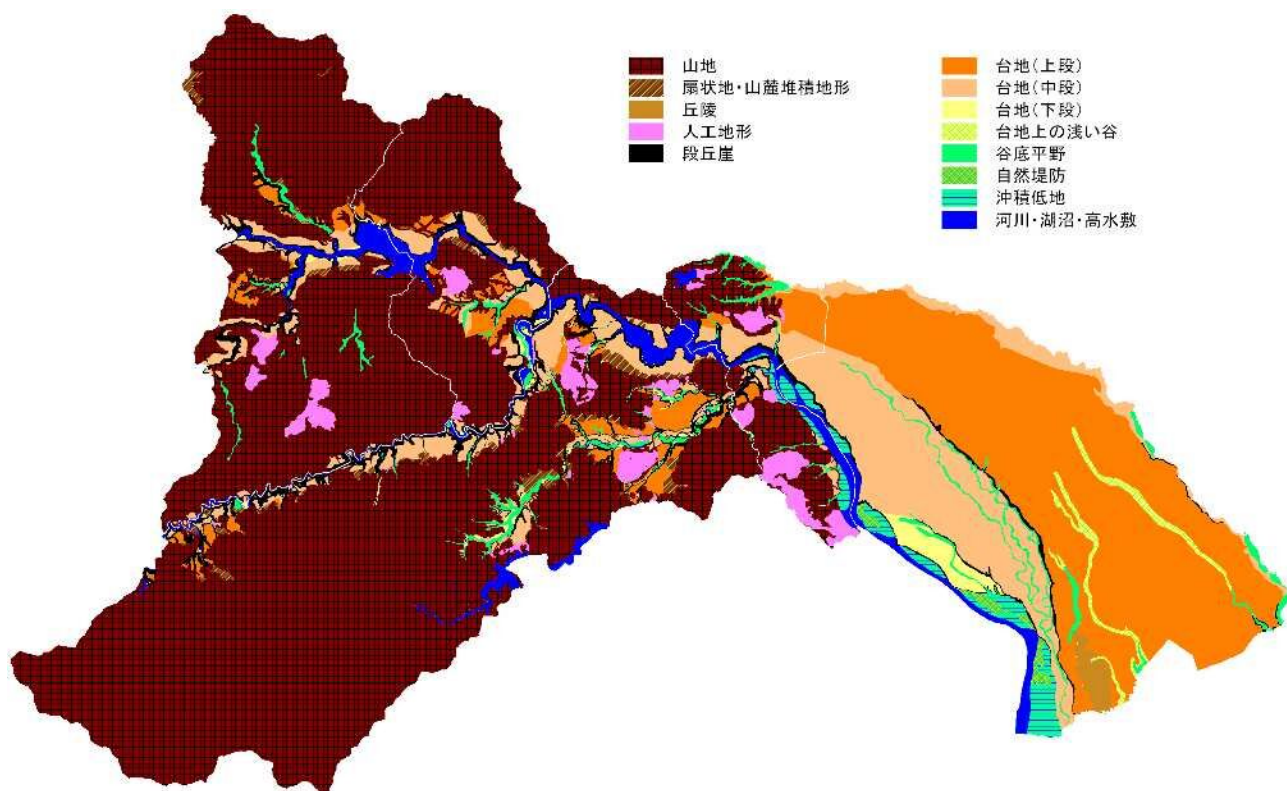 山地
扇状地・山麓堆積地形
丘陵
人工地形
段丘崖
台地(上段)
台地(中段)
台地(下段)
台地上の浅い谷
谷底平野
自然堤防
沖積低地
河川・湖沼・高水敷